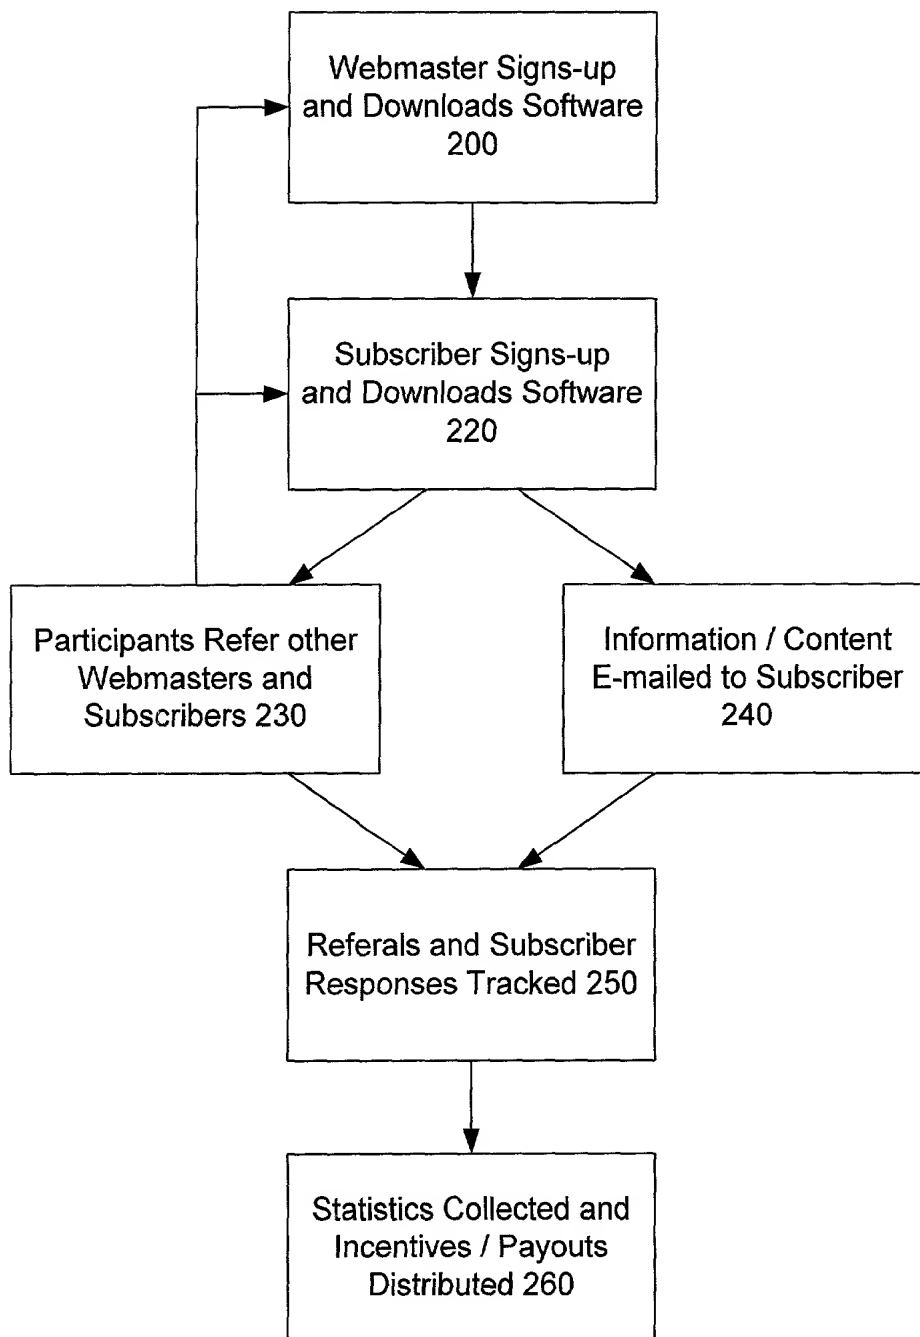 Webmaster Signs-up
and Downloads Software
200
Subscriber Signs-up
and Downloads Software
220
Participants Refer other
Webmasters and
Subscribers 230
Information / Content
E-mailed to Subscriber
240
Referals and Subscriber
Responses Tracked 250
Statistics Collected and
Incentives / Payouts
Distributed 260